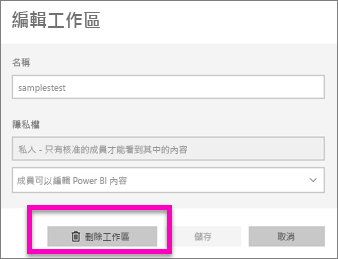 編輯工作區
名稱
samplestest
隱私檔
私人 - 只有核准的成員才能看到其中的內容
成員可以編輯 Power BI 內容
刪除工作區
儲存
取消